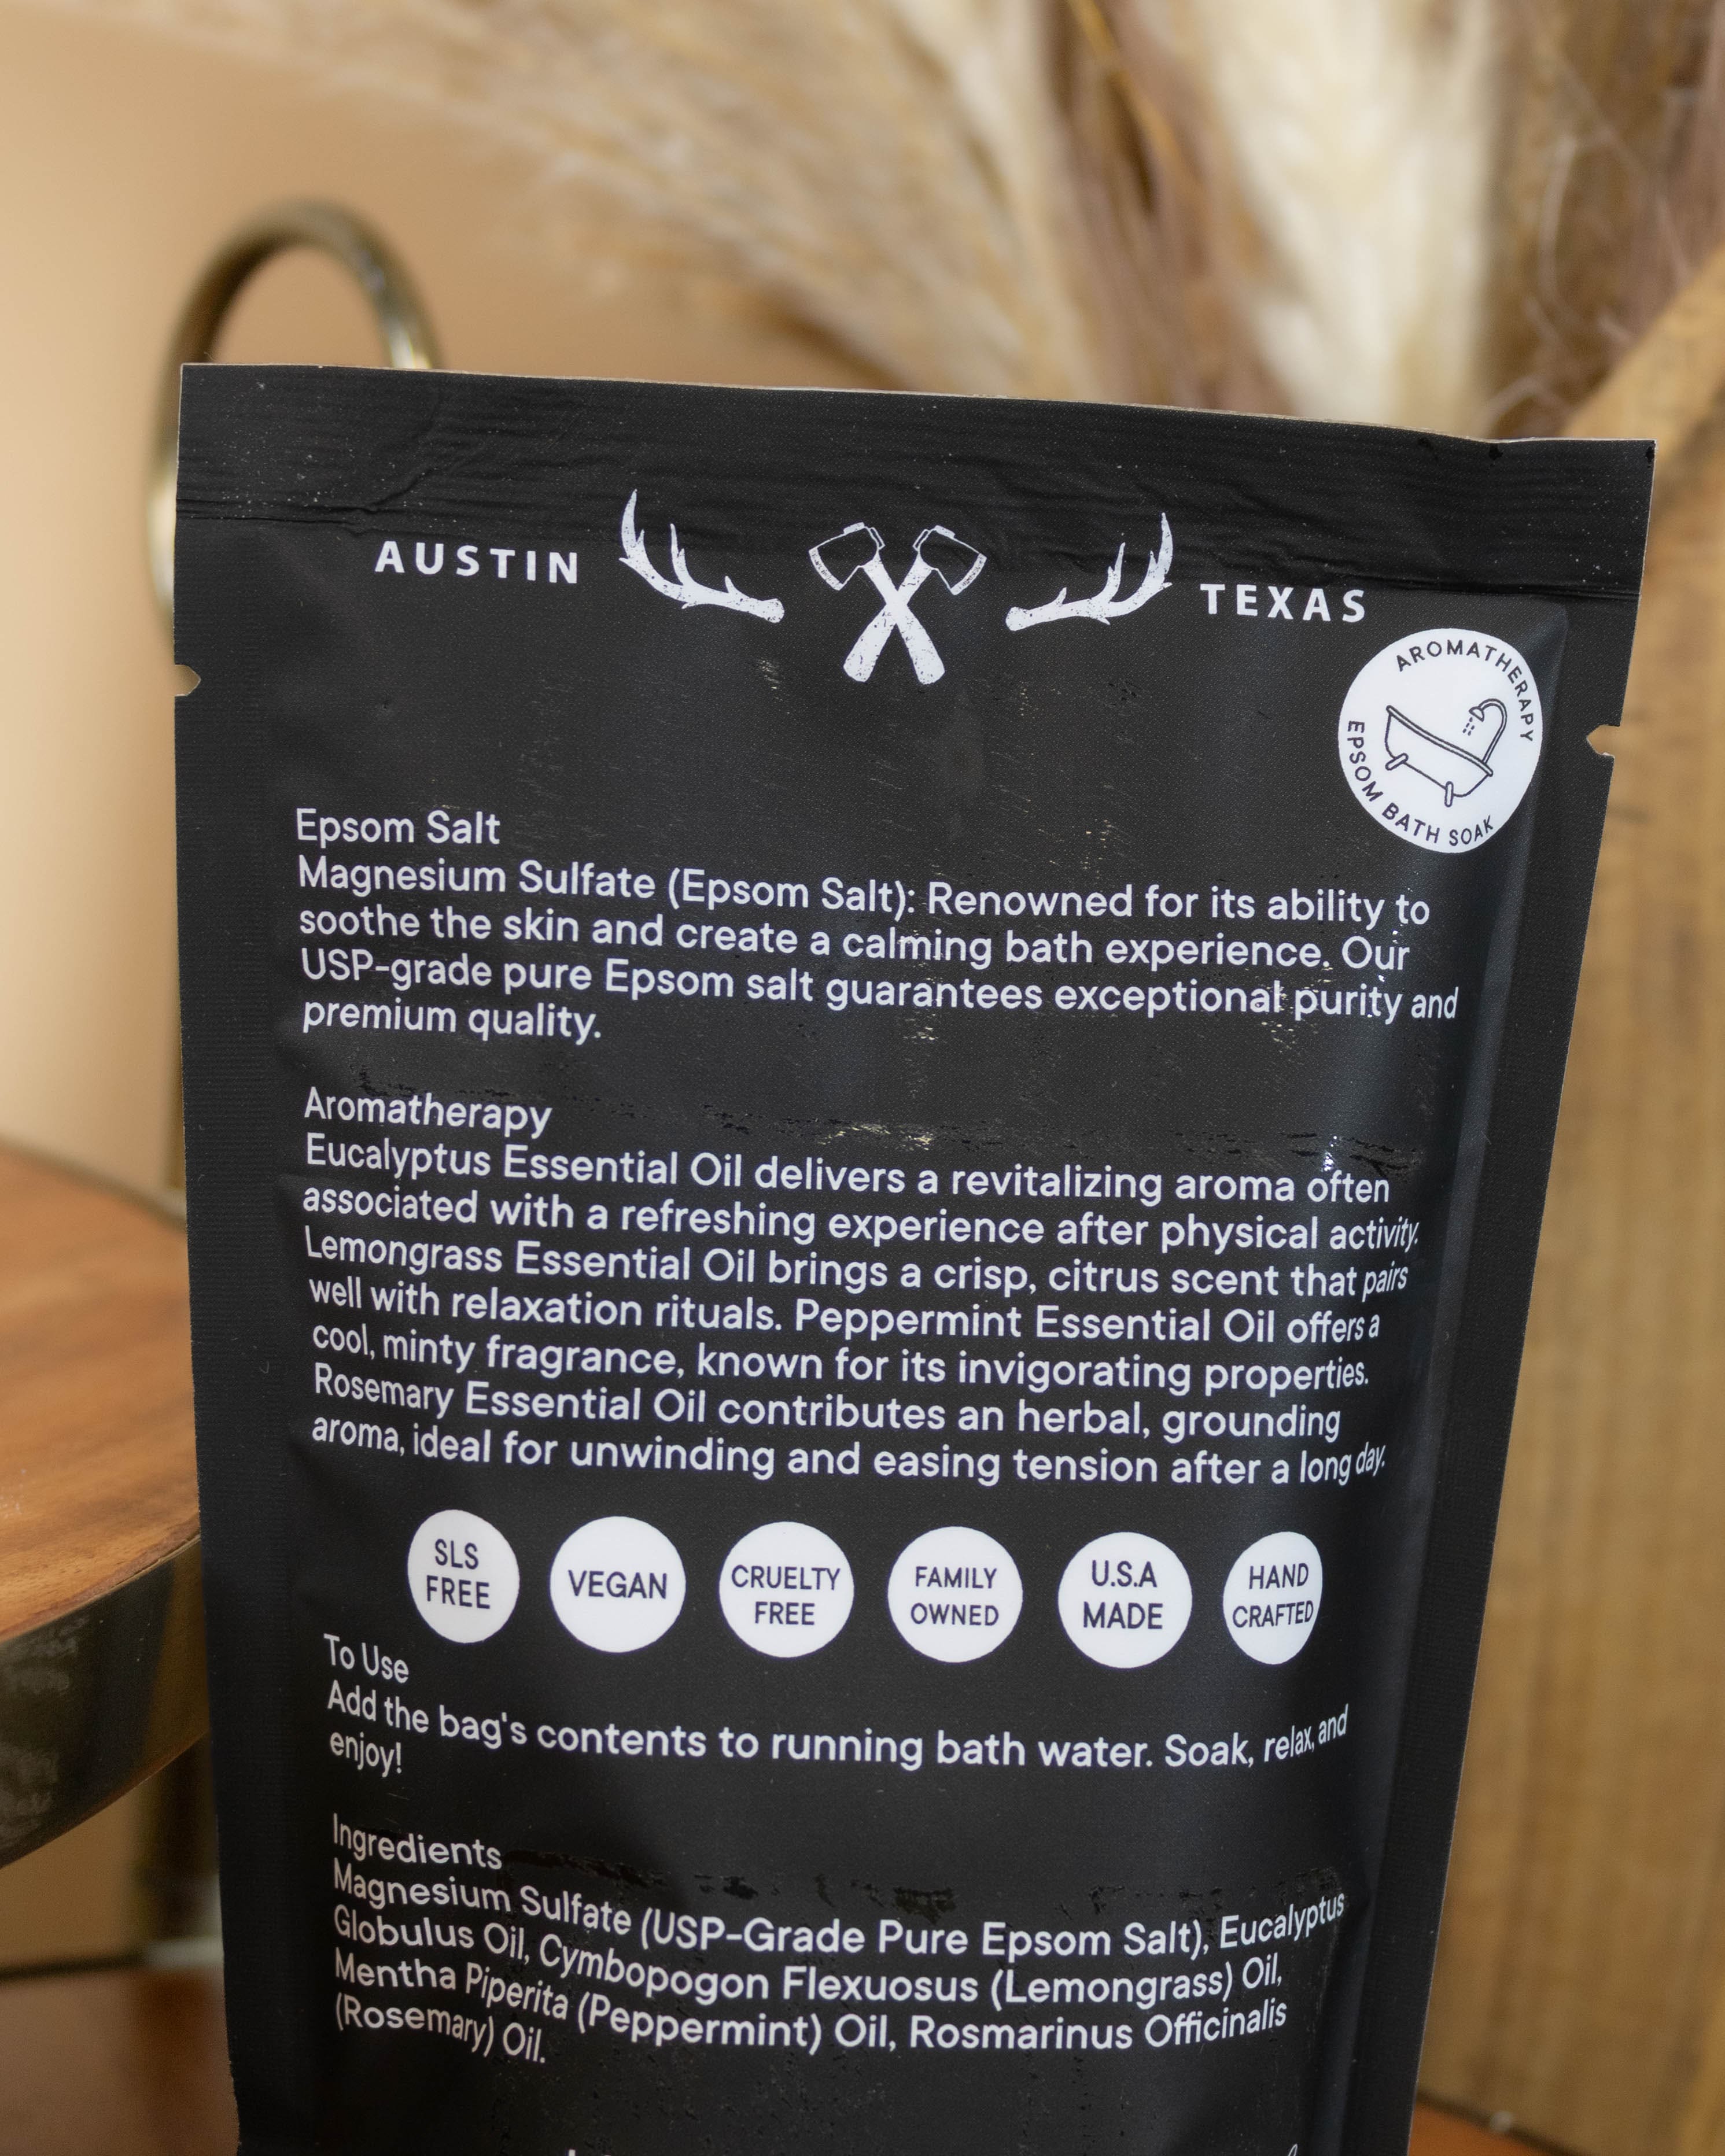 AUSTIN TEXAS
AROMATHERAPY
EPSOM BATH SOAK
Epsom Salt
Magnesium Sulfate (Epsom Salt): Renowned for its ability to
soothe the skin and create a calming bath experience. Our
USP-grade pure Epsom salt guarantees exceptional purity and
premium quality.
Aromatherapy
Eucalyptus Essential Oil delivers a revitalizing aroma often
associated with a refreshing experience after physical activity.
Lemongrass Essential Oil brings a crisp, citrus scent that pairs
well with relaxation rituals. Peppermint Essential Oil offers a
cool, minty fragrance, known for its invigorating properties.
Rosemary Essential Oil contributes an herbal, grounding
aroma, ideal for unwinding and easing tension after a long day.
SLS
FREE
VEGAN
CRUELTY
FREE
FAMILY
OWNED
U.S.A
MADE
HAND
CRAFTED
To Use
Add the bag's contents to running bath water. Soak, relax, and
enjoy!
Ingredients
Magnesium Sulfate (USP-Grade Pure Epsom Salt), Eucalyptus
Globulus Oil, Cymbopogon Flexuosus (Lemongrass) Oil,
Mentha Piperita (Peppermint) Oil, Rosmarinus Officinalis
(Rosemary) Oil.